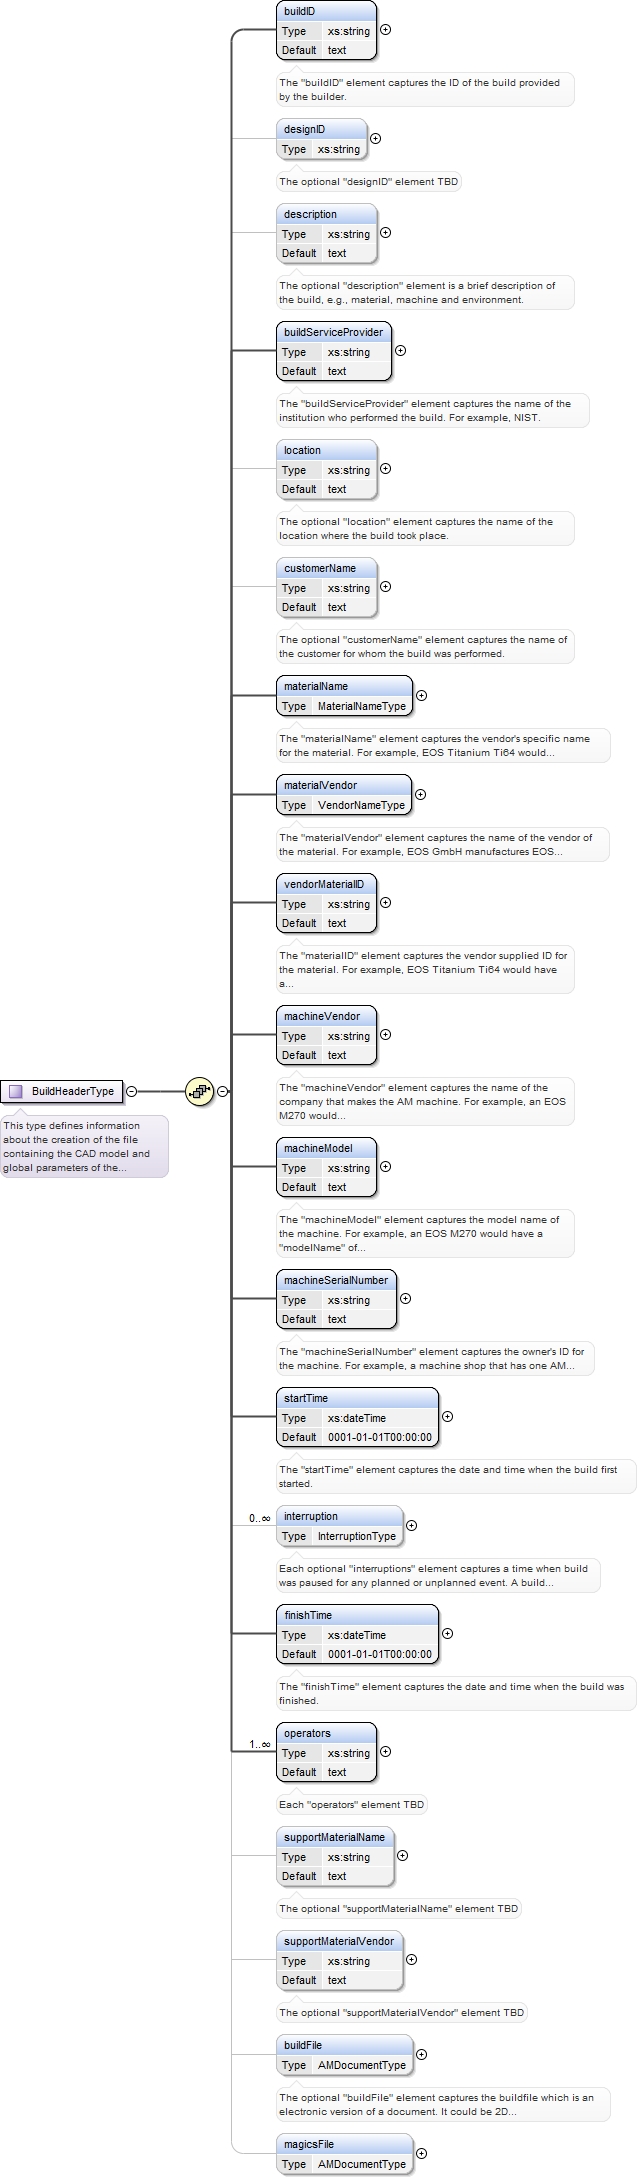 buildID
Type xs:string
Default text
The "buildID" element captures the ID of the build provided
by the builder.
designID
Type xs:string
The optional "designID" element TBD
description
Type xs:string
Default text
The optional "description" element is a brief description of
the build, e.g., material, machine and environment.
buildServiceProvider
Type xs:string
Default text
The "buildServiceProvider" element captures the name of the
institution who performed the build. For example, NIST.
location
Type xs:string
Default text
The optional "location" element captures the name of the
location where the build took place.
customerName
Type xs:string
Default text
The optional "customerName" element captures the name of
the customer for whom the build was performed.
materialName
Type MaterialNameType
The "materialName" element captures the vendor's specific name
for the material. For example, EOS Titanium Ti64 would...
materialVendor
Type VendorNameType
The "materialVendor" element captures the name of the vendor of
the material. For example, EOS GmbH manufactures EOS...
vendorMaterialID
Type xs:string
Default text
The "materialID" element captures the vendor supplied ID for
the material. For example, EOS Titanium Ti64 would have
a...
machineVendor
Type xs:string
Default text
The "machineVendor" element captures the name of the
company that makes the AM machine. For example, an EOS
M270 would...
BuildHeaderType
This type defines information
about the creation of the file
containing the CAD model and
global parameters of the...
machineModel
Type xs:string
Default text
The "machineModel" element captures the model name of
the machine. For example, an EOS M270 would have a
"modelName" of...
machineSerialNumber
Type xs:string
Default text
The "machineSerialNumber" element captures the owner's ID for
the machine. For example, a machine shop that has one AM...
startTime
Type xs:dateTime
Default 0001-01-01T00:00:00
The "startTime" element captures the date and time when the build first
started.
0..∞
interruption
Type InterruptionType
Each optional "interruptions" element captures a time when build
was paused for any planned or unplanned event. A build...
finishTime
Type xs:dateTime
Default 0001-01-01T00:00:00
The "finishTime" element captures the date and time when the build was
finished.
1..∞
operators
Type xs:string
Default text
Each "operators" element TBD
supportMaterialName
Type xs:string
Default text
The optional "supportMaterialName" element TBD
supportMaterialVendor
Type xs:string
Default text
The optional "supportMaterialVendor" element TBD
buildFile
Type AMDocumentType
The optional "buildFile" element captures the buildfile which is an
electronic version of a document. It could be 2D...
magicsFile
Type AMDocumentType